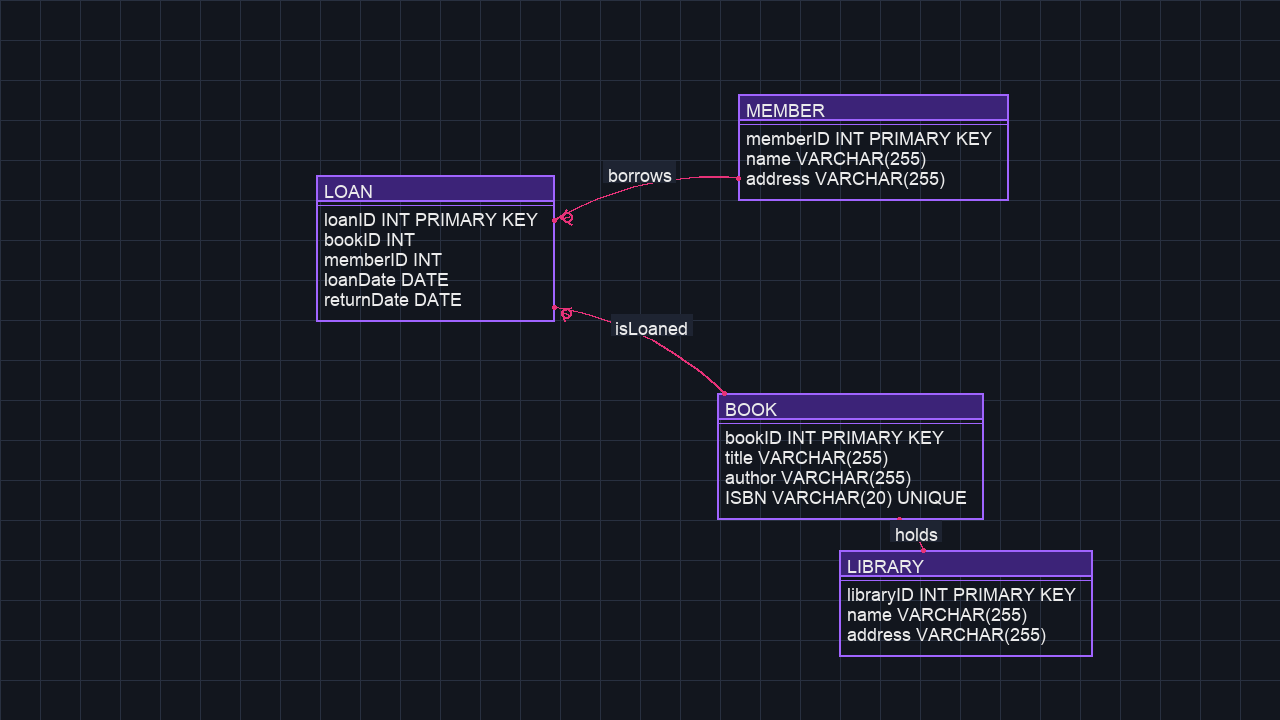 MEMBER
memberID INT PRIMARY KEY
name VARCHAR(255)
address VARCHAR(255)
borrows
LOAN
loanID INT PRIMARY KEY
bookID INT
memberID INT
loanDate DATE
returnDate DATE
isLoaned
BOOK
bookID INT PRIMARY KEY
title VARCHAR(255)
author VARCHAR(255)
ISBN VARCHAR(20) UNIQUE
holds
LIBRARY
libraryID INT PRIMARY KEY
name VARCHAR(255)
address VARCHAR(255)